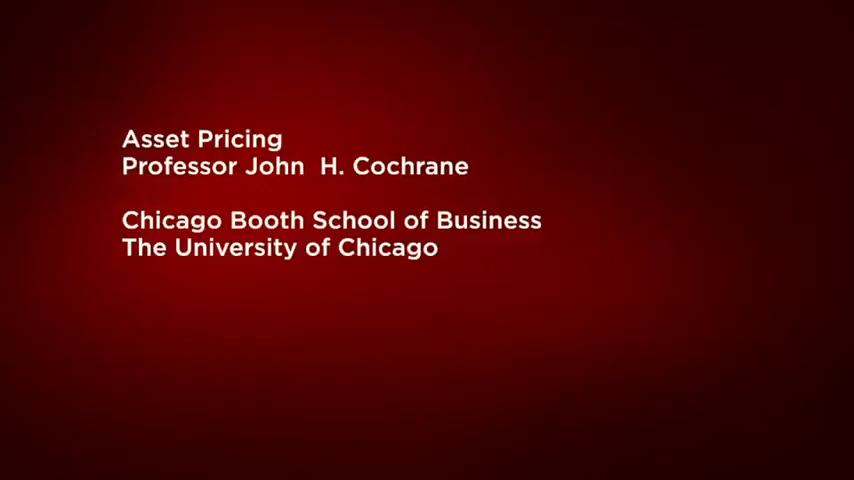 Asset Pricing
Professor John  H. Cochrane
Chicago Booth School of Business
The University of Chicago